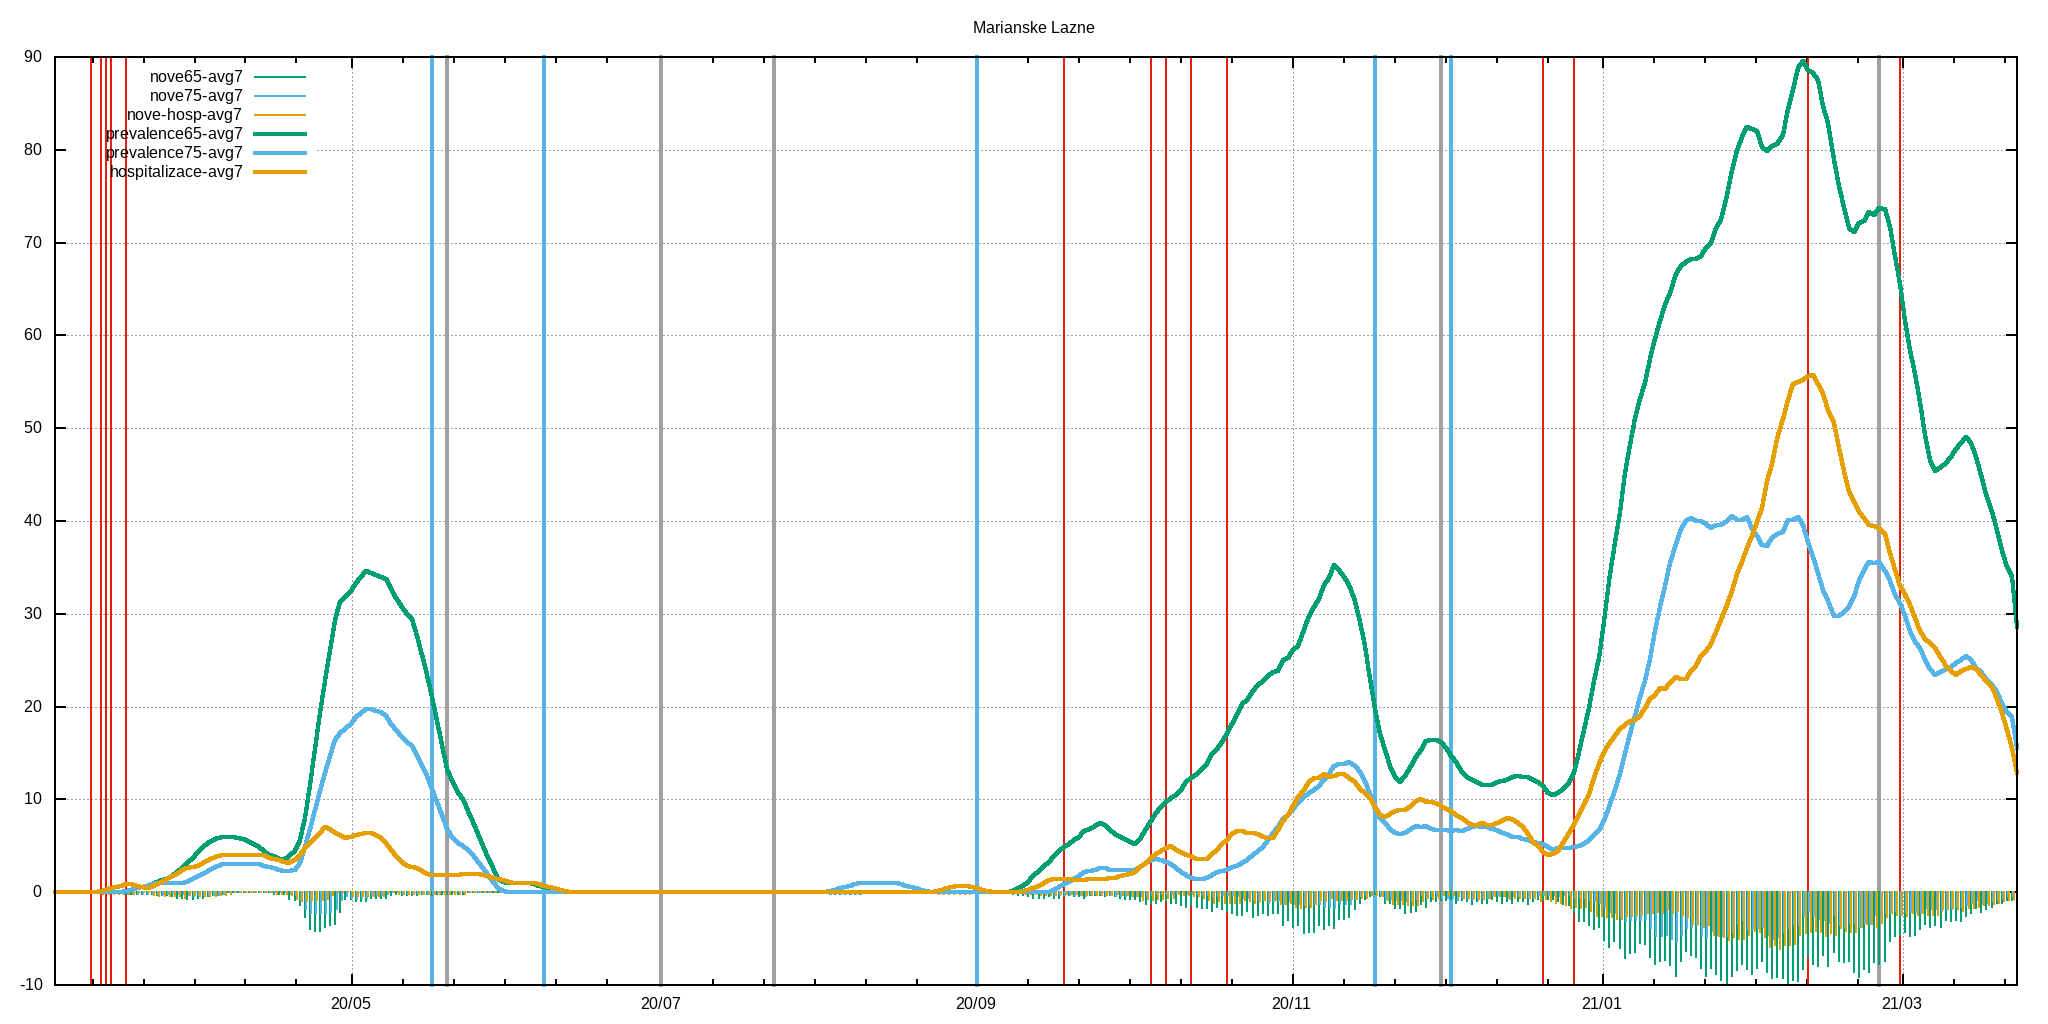 Marianske Lazne
90
80
70
60
50
40
30
20
10
0
-10
nove65-avg7
nove75-avg7
nove-hosp-avg7
prevalence65-avg7
prevalence75-avg7
hospitalizace-avg7
20/05 20/07 20/09 20/11 21/01 21/03